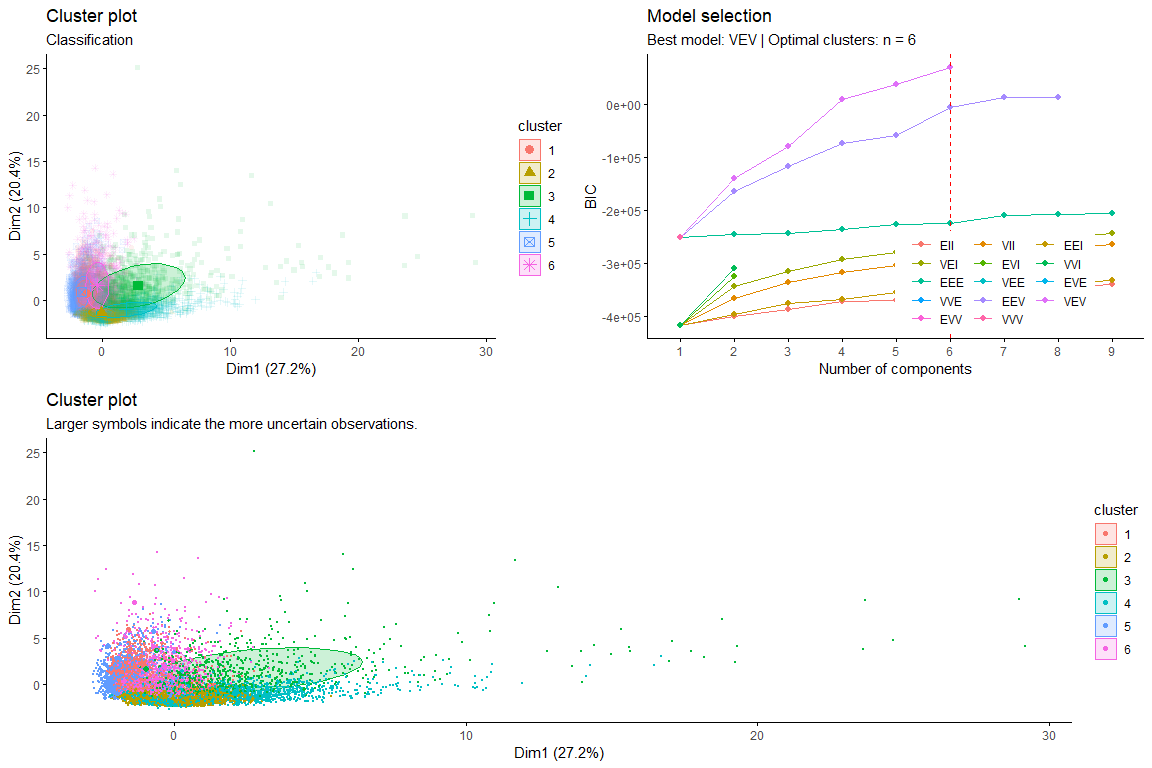 Cluster plot
Classification
25
20
15
10
5
0
Dim2 (20.4%)
0
10
20
30
Dim1 (27.2%)
cluster
1
2
3
4
5
6
Model selection
Best model: VEV | Optimal clusters: n = 6
0e+00
-1e+05
-2e+05
-3e+05
-4e+05
BIC
EII
VII
EEI
VEI
EVI
VVI
EEE
VEE
EVE
VVE
EEV
VEV
EVV
VVV
1
2
3
4
5
6
7
8
9
Number of components
Cluster plot
Larger symbols indicate the more uncertain observations.
25
20
15
10
5
0
Dim2 (20.4%)
0
10
20
30
Dim1 (27.2%)
cluster
1
2
3
4
5
6